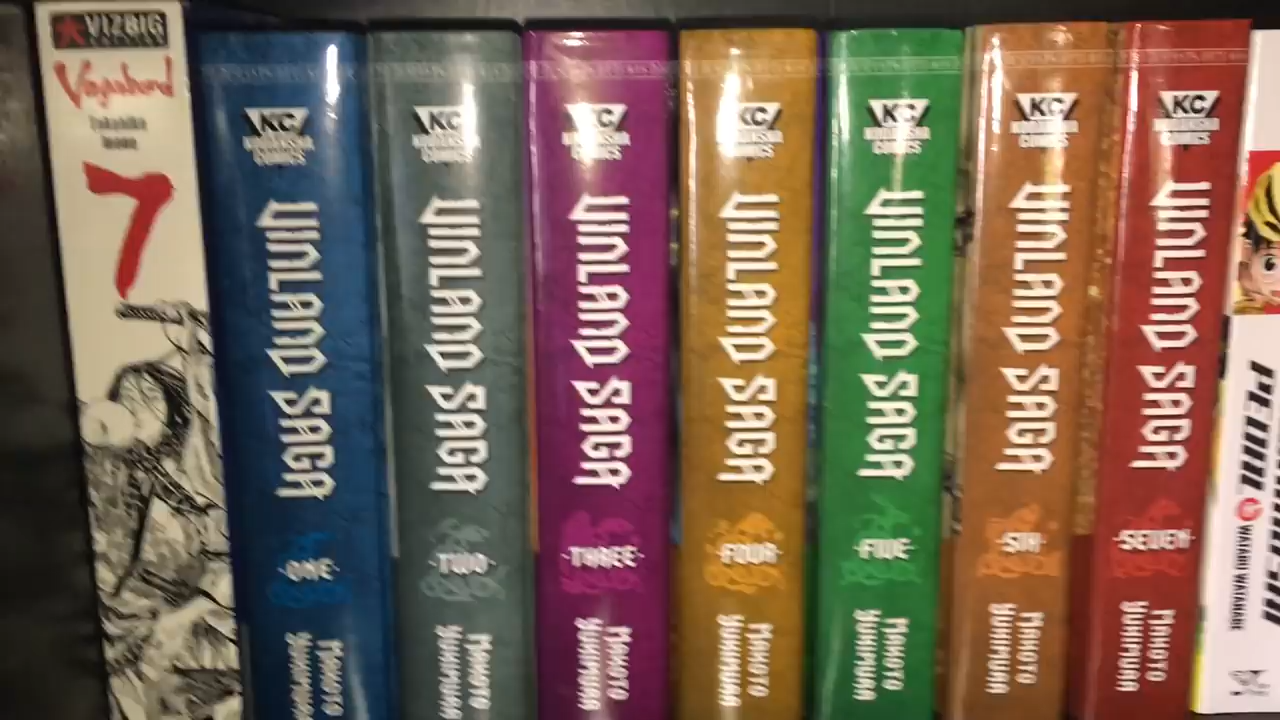 VIZBIG
Vagabond
Takehiko
Inoue
7
KC
KODANSHA
COMICS
VINLAND SAGA
·ONE·
MAKOTO
YUKIMURA
KC
KODANSHA
COMICS
VINLAND SAGA
·TWO·
MAKOTO
YUKIMURA
KC
KODANSHA
COMICS
VINLAND SAGA
·THREE·
MAKOTO
YUKIMURA
KC
KODANSHA
COMICS
VINLAND SAGA
·FOUR·
MAKOTO
YUKIMURA
KC
KODANSHA
COMICS
VINLAND SAGA
·FIVE·
MAKOTO
YUKIMURA
KC
KODANSHA
COMICS
VINLAND SAGA
·SIX·
MAKOTO
YUKIMURA
KC
KODANSHA
COMICS
VINLAND SAGA
·SEVEN·
MAKOTO
YUKIMURA
WATARU WATANABE